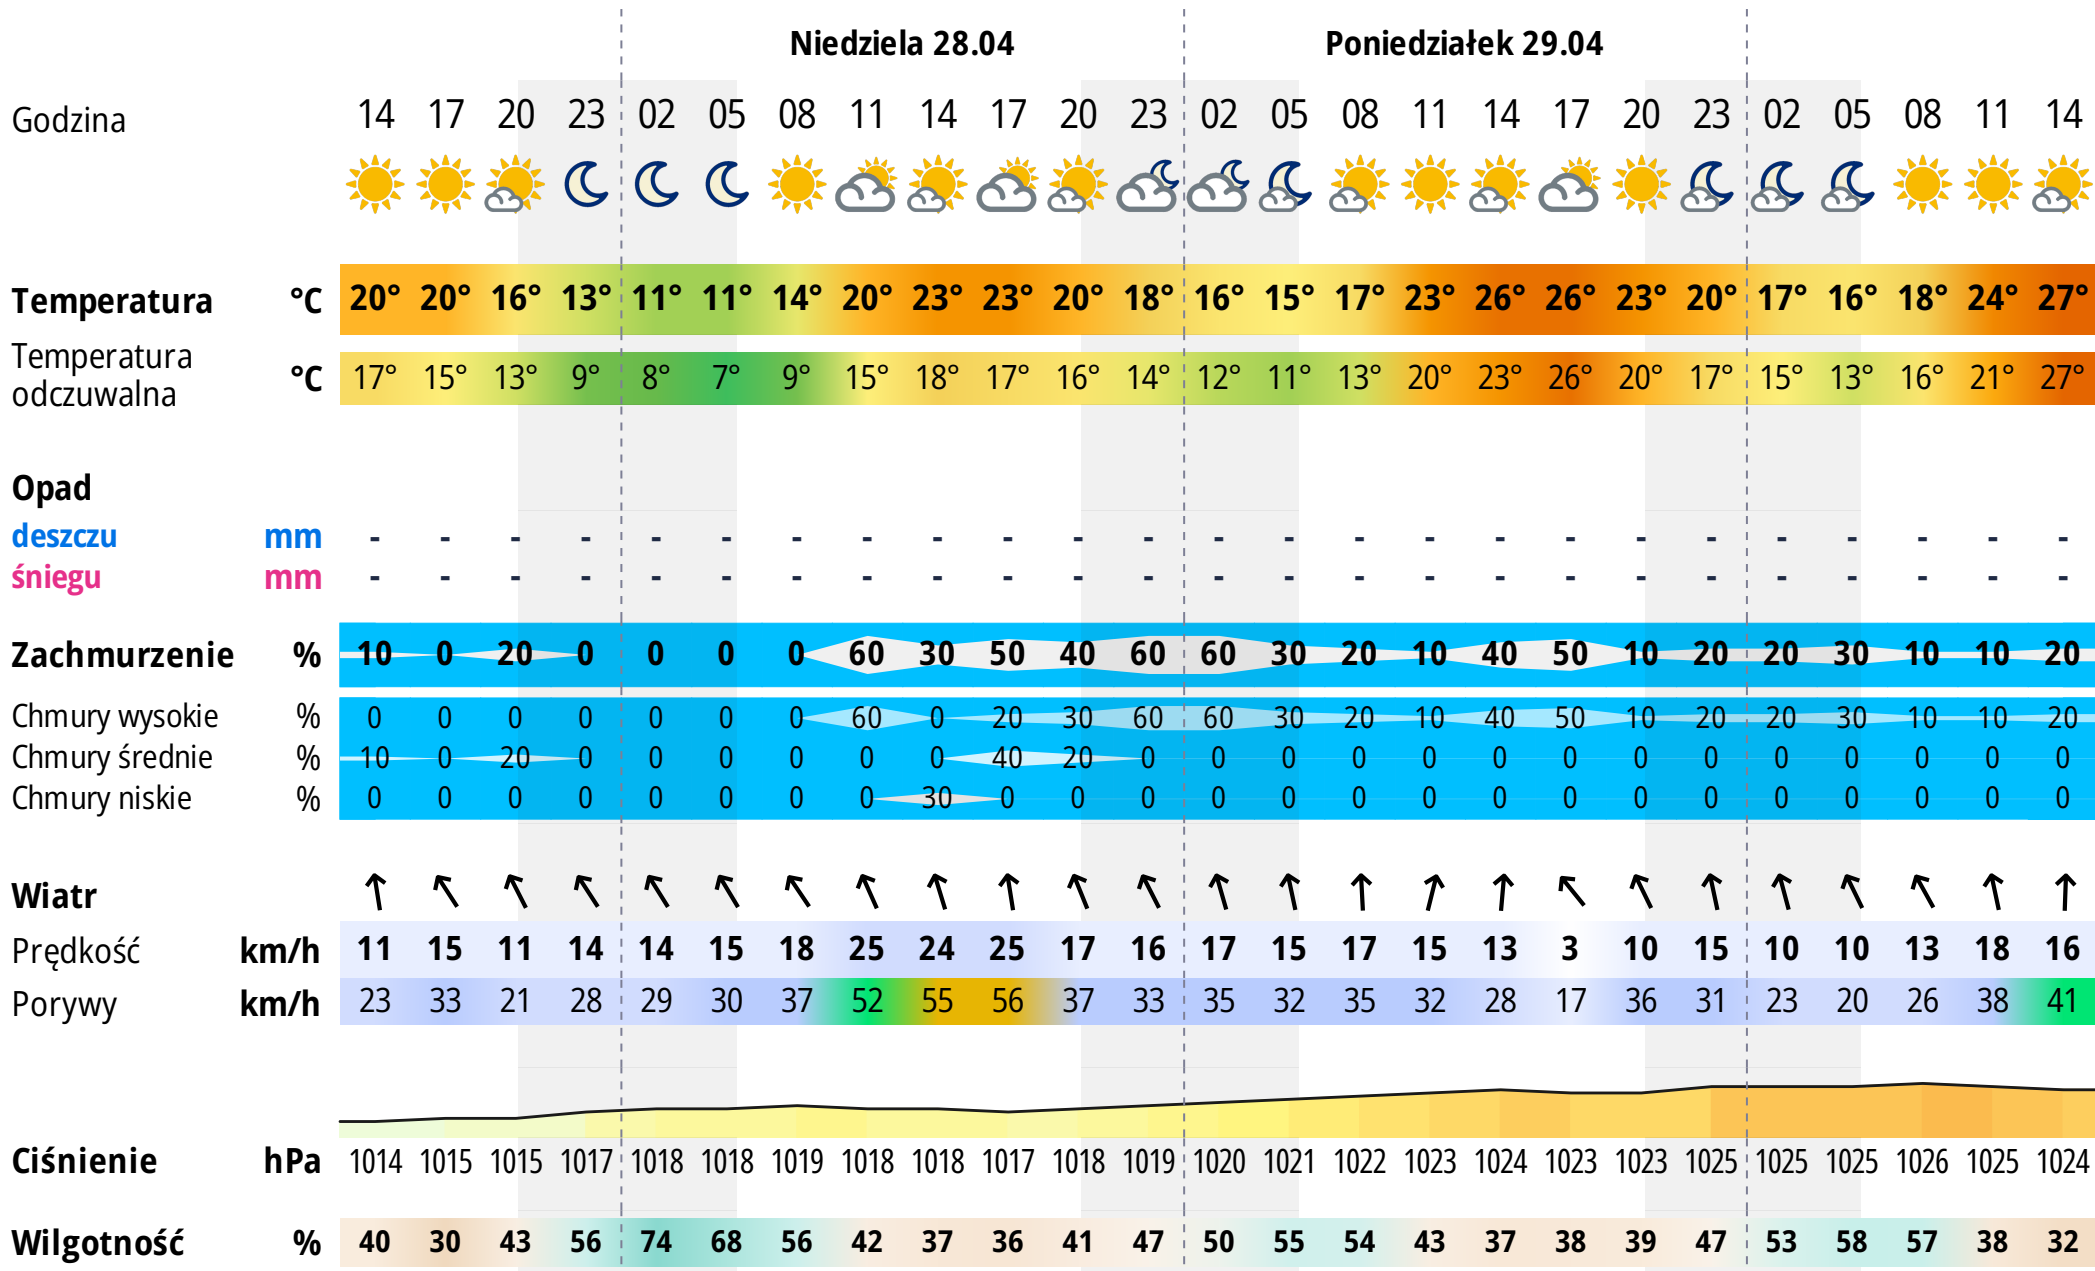 Niedziela 28.04 Poniedziałek 29.04
Godzina 14 17 20 23 02 05 08 11 14 17 20 23 02 05 08 11 14 17 20 23 02 05 08 11 14
Temperatura °C 20° 20° 16° 13° 11° 11° 14° 20° 23° 23° 20° 18° 16° 15° 17° 23° 26° 26° 23° 20° 17° 16° 18° 24° 27°
Temperatura
odczuwalna °C 17° 15° 13° 9° 8° 7° 9° 15° 18° 17° 16° 14° 12° 11° 13° 20° 23° 26° 20° 17° 15° 13° 16° 21° 27°
Opad
deszczu mm - - - - - - - - - - - - - - - - - - - - - - - - -
śniegu mm - - - - - - - - - - - - - - - - - - - - - - - - -
Zachmurzenie % 10 0 20 0 0 0 0 60 30 50 40 60 60 30 20 10 40 50 10 20 20 30 10 10 20
Chmury wysokie % 0 0 0 0 0 0 0 60 0 20 30 60 60 30 20 10 40 50 10 20 20 30 10 10 20
Chmury średnie % 10 0 20 0 0 0 0 0 0 40 20 0 0 0 0 0 0 0 0 0 0 0 0 0 0
Chmury niskie % 0 0 0 0 0 0 0 0 30 0 0 0 0 0 0 0 0 0 0 0 0 0 0 0 0
Wiatr
Prędkość km/h 11 15 11 14 14 15 18 25 24 25 17 16 17 15 17 15 13 3 10 15 10 10 13 18 16
Porywy km/h 23 33 21 28 29 30 37 52 55 56 37 33 35 32 35 32 28 17 36 31 23 20 26 38 41
Ciśnienie hPa 1014 1015 1015 1017 1018 1018 1019 1018 1018 1017 1018 1019 1020 1021 1022 1023 1024 1023 1023 1025 1025 1025 1026 1025 1024
Wilgotność % 40 30 43 56 74 68 56 42 37 36 41 47 50 55 54 43 37 38 39 47 53 58 57 38 32